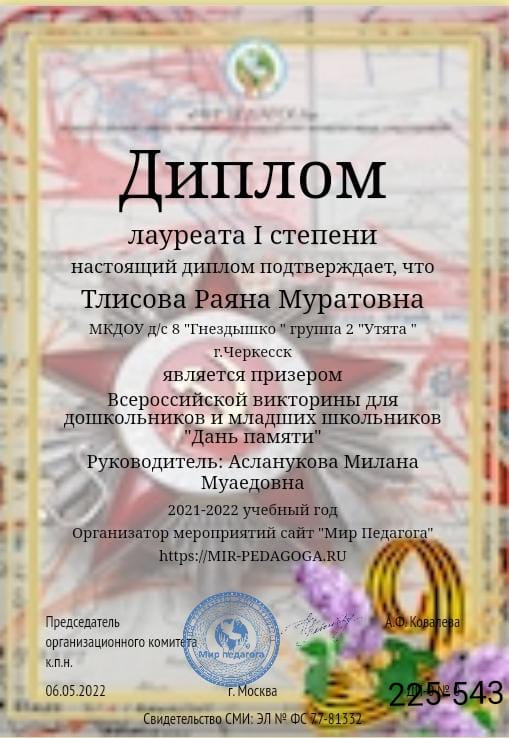 "МИР ПЕДАГОГА"
Диплом
лауреата I степени
настоящий диплом подтверждает, что
Тлисова Раяна Муратовна
МКДОУ д/с 8 "Гнездышко " группа 2 "Утята "
г.Черкесск
является призером
Всероссийской викторины для
дошкольников и младших школьников
"Дань памяти"
Руководитель: Асланукова Милана
Муаедовна
2021-2022 учебный год
Организатор мероприятий сайт "Мир Педагога"
https://MIR-PEDAGOGA.RU
Председатель
организационного комитета
к.п.н.
Мир педагога
А.Ф. Ковалева
06.05.2022
г. Москва
225-543
Свидетельство СМИ: ЭЛ № ФС 77-81332